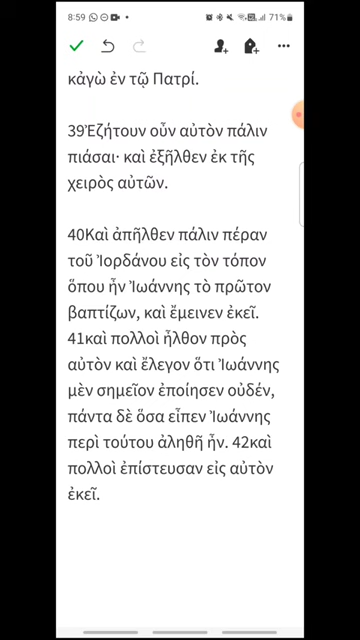 8:59
71%
κἀγὼ ἐν τῷ Πατρί.
39Ἐζήτουν οὖν αὐτὸν πάλιν
πιάσαι· καὶ ἐξῆλθεν ἐκ τῆς
χειρὸς αὐτῶν.
40Καὶ ἀπῆλθεν πάλιν πέραν
τοῦ Ἰορδάνου εἰς τὸν τόπον
ὅπου ἦν Ἰωάννης τὸ πρῶτον
βαπτίζων, καὶ ἔμεινεν ἐκεῖ.
41καὶ πολλοὶ ἦλθον πρὸς
αὐτὸν καὶ ἔλεγον ὅτι Ἰωάννης
μὲν σημεῖον ἐποίησεν οὐδέν,
πάντα δὲ ὅσα εἶπεν Ἰωάννης
περὶ τούτου ἀληθῆ ἦν. 42καὶ
πολλοὶ ἐπίστευσαν εἰς αὐτὸν
ἐκεῖ.